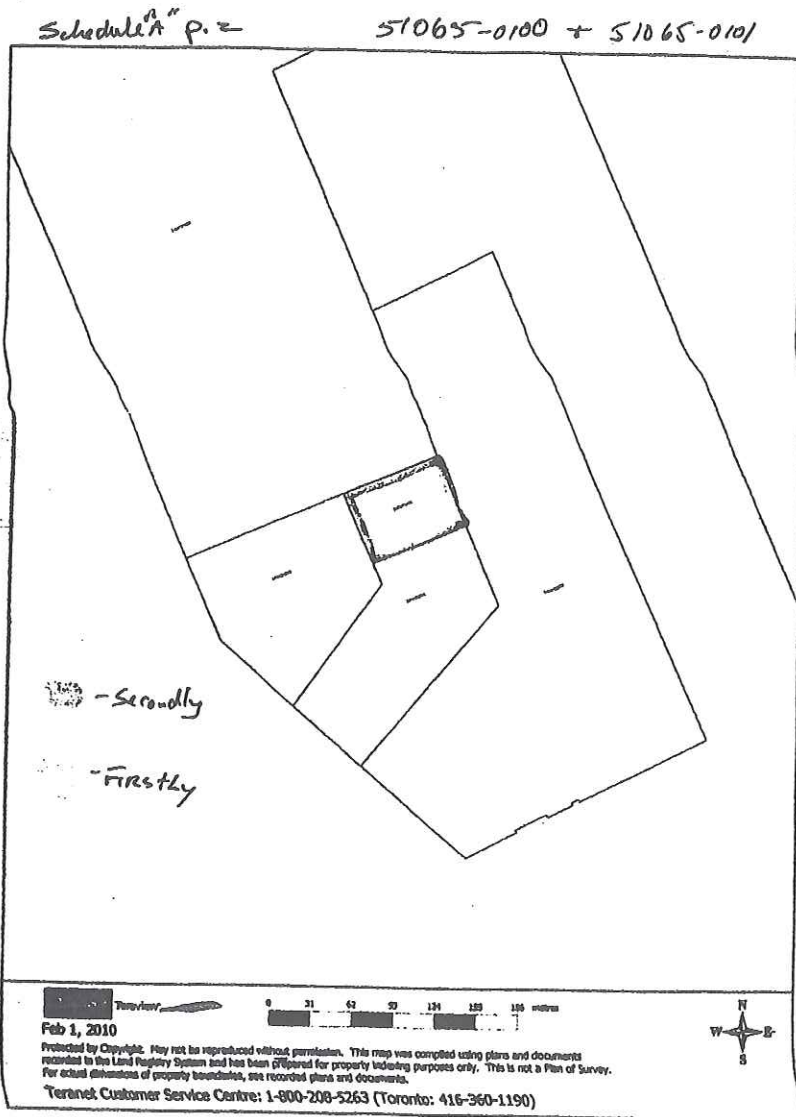 Schedule "A" p. 2 51065-0100 + 51065-0101
- Secondly
- Firstly
Teraview
0 31 62 93 124 155 186 metres
Feb 1, 2010
N
W E
S
Protected by Copyright. May not be reproduced without permission. This map was compiled using plans and documents
recorded in the Land Registry System and has been prepared for property indexing purposes only. This is not a Plan of Survey.
For actual dimensions of property boundaries, see recorded plans and documents.
Teranet Customer Service Centre: 1-800-208-5263 (Toronto: 416-360-1190)